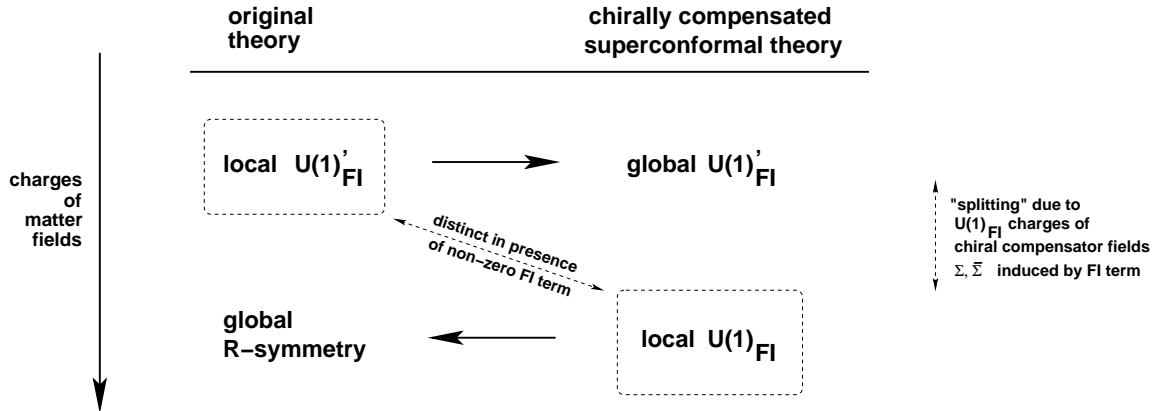 original
theory
chirally compensated
superconformal theory
charges
of
matter
fields
local U(1)'FI
global U(1)'FI
distinct in presence
of non−zero FI term
"splitting" due to
U(1)FI charges of
chiral compensator fields
Σ, Σ̄ induced by FI term
global
R−symmetry
local U(1)FI